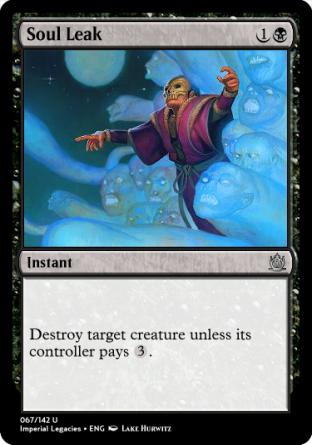 Soul Leak 1
Instant
Destroy target creature unless its
controller pays 3.
067/142 U
Imperial Legacies • ENG Lake Hurwitz